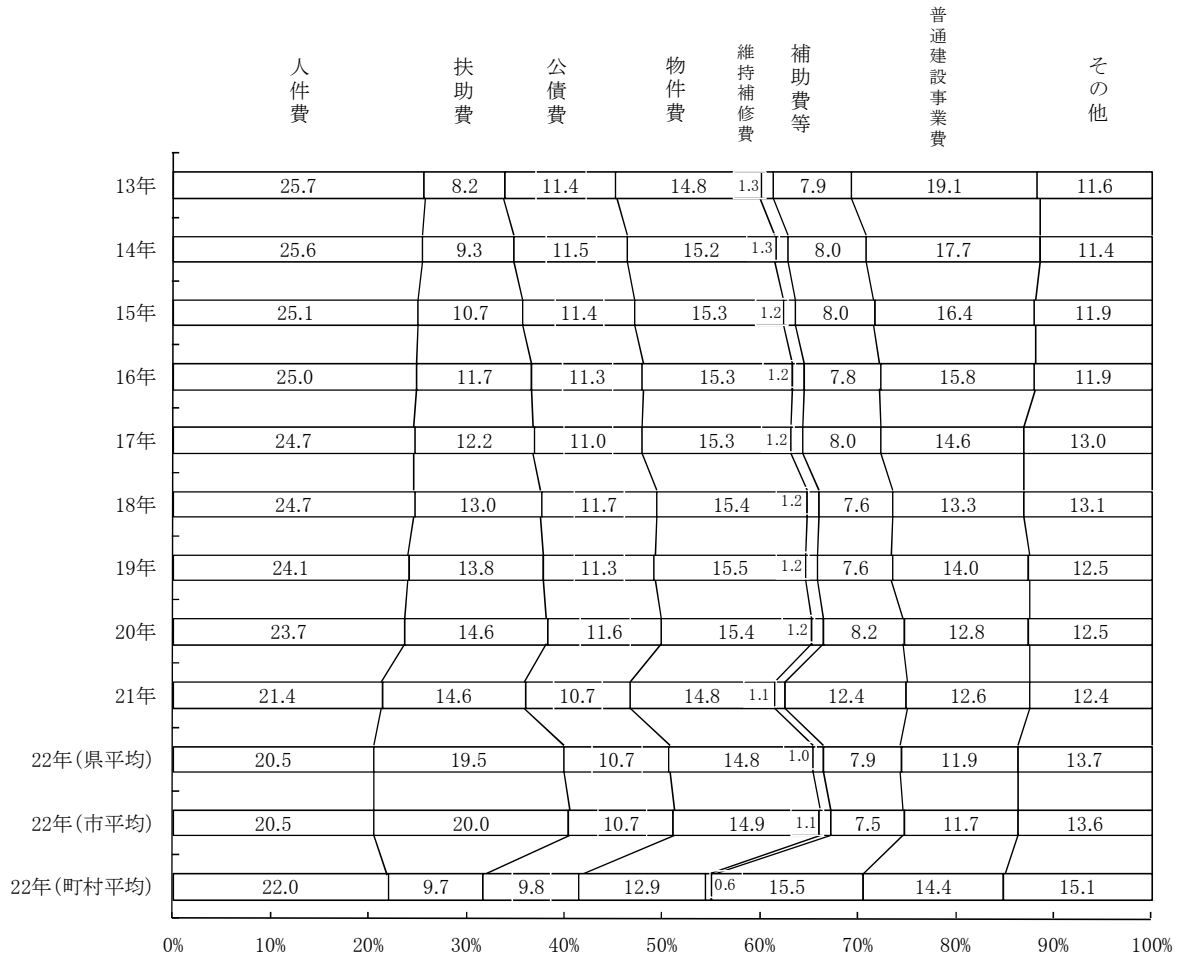 人件費 扶助費 公債費 物件費 維持補修費 補助費等 普通建設事業費 その他
13年 25.7 8.2 11.4 14.8 1.3 7.9 19.1 11.6
14年 25.6 9.3 11.5 15.2 1.3 8.0 17.7 11.4
15年 25.1 10.7 11.4 15.3 1.2 8.0 16.4 11.9
16年 25.0 11.7 11.3 15.3 1.2 7.8 15.8 11.9
17年 24.7 12.2 11.0 15.3 1.2 8.0 14.6 13.0
18年 24.7 13.0 11.7 15.4 1.2 7.6 13.3 13.1
19年 24.1 13.8 11.3 15.5 1.2 7.6 14.0 12.5
20年 23.7 14.6 11.6 15.4 1.2 8.2 12.8 12.5
21年 21.4 14.6 10.7 14.8 1.1 12.4 12.6 12.4
22年(県平均) 20.5 19.5 10.7 14.8 1.0 7.9 11.9 13.7
22年(市平均) 20.5 20.0 10.7 14.9 1.1 7.5 11.7 13.6
22年(町村平均) 22.0 9.7 9.8 12.9 0.6 15.5 14.4 15.1
0% 10% 20% 30% 40% 50% 60% 70% 80% 90% 100%